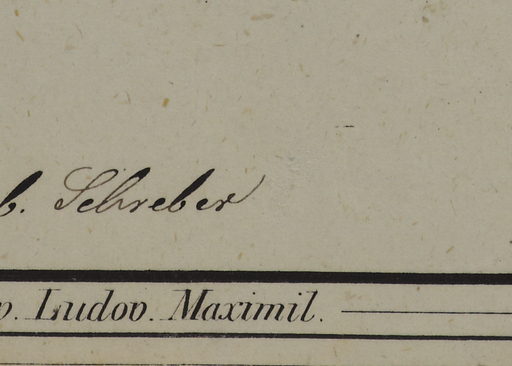 b. Schreber
v. Ludov. Maximil.